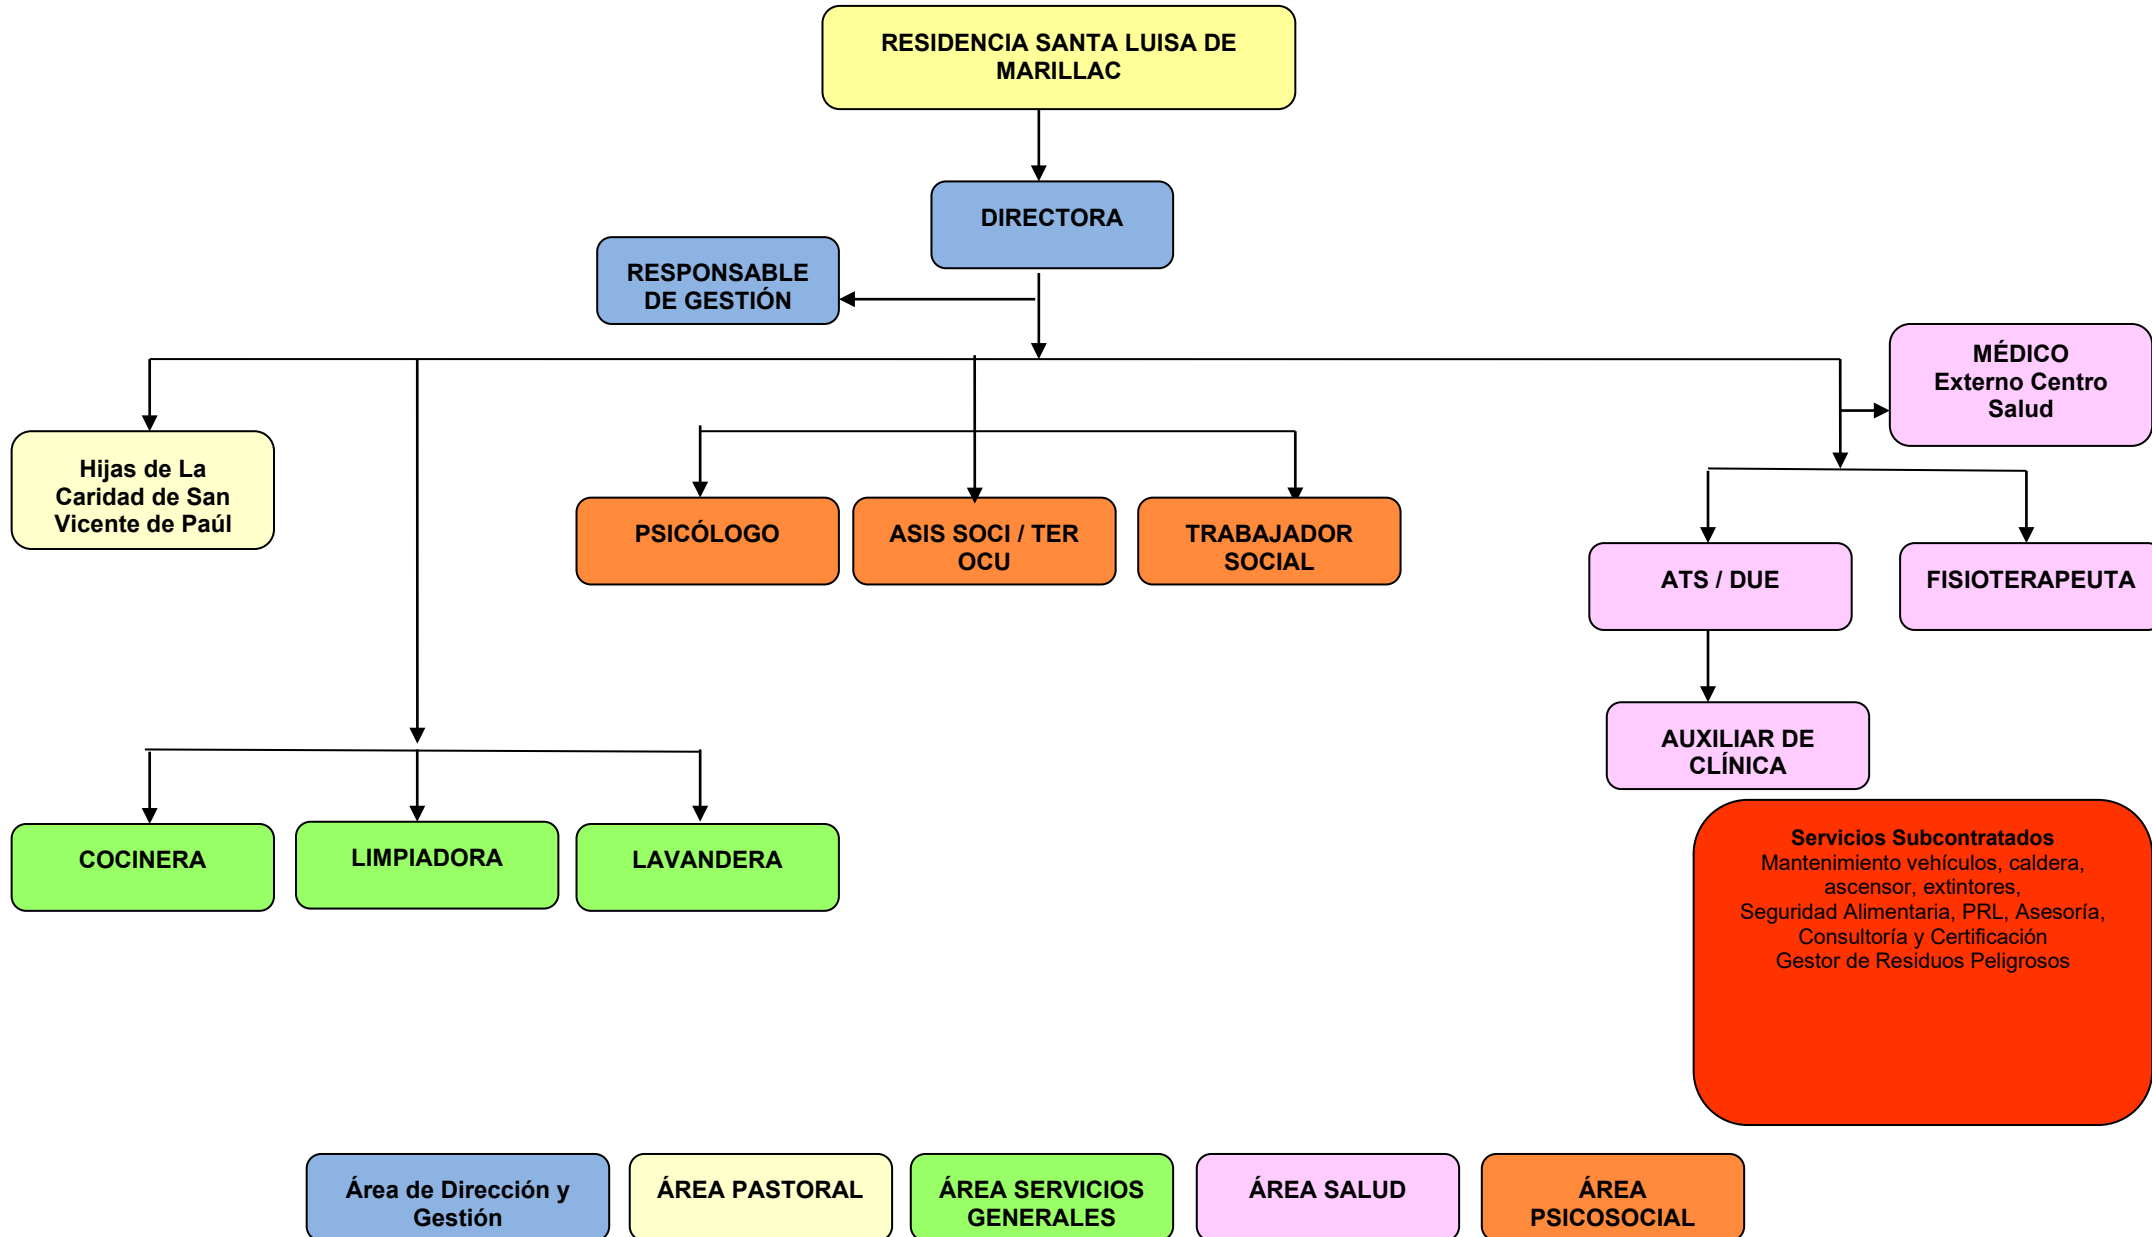 RESIDENCIA SANTA LUISA DE
MARILLAC
DIRECTORA
RESPONSABLE
DE GESTIÓN
MÉDICO
Externo Centro
Salud
Hijas de La
Caridad de San
Vicente de Paúl
PSICÓLOGO
ASIS SOCI / TER
OCU
TRABAJADOR
SOCIAL
ATS / DUE
FISIOTERAPEUTA
AUXILIAR DE
CLÍNICA
COCINERA
LIMPIADORA
LAVANDERA
Servicios Subcontratados
Mantenimiento vehículos, caldera,
ascensor, extintores,
Seguridad Alimentaria, PRL, Asesoría,
Consultoría y Certificación
Gestor de Residuos Peligrosos
Área de Dirección y
Gestión
ÁREA PASTORAL
ÁREA SERVICIOS
GENERALES
ÁREA SALUD
ÁREA
PSICOSOCIAL